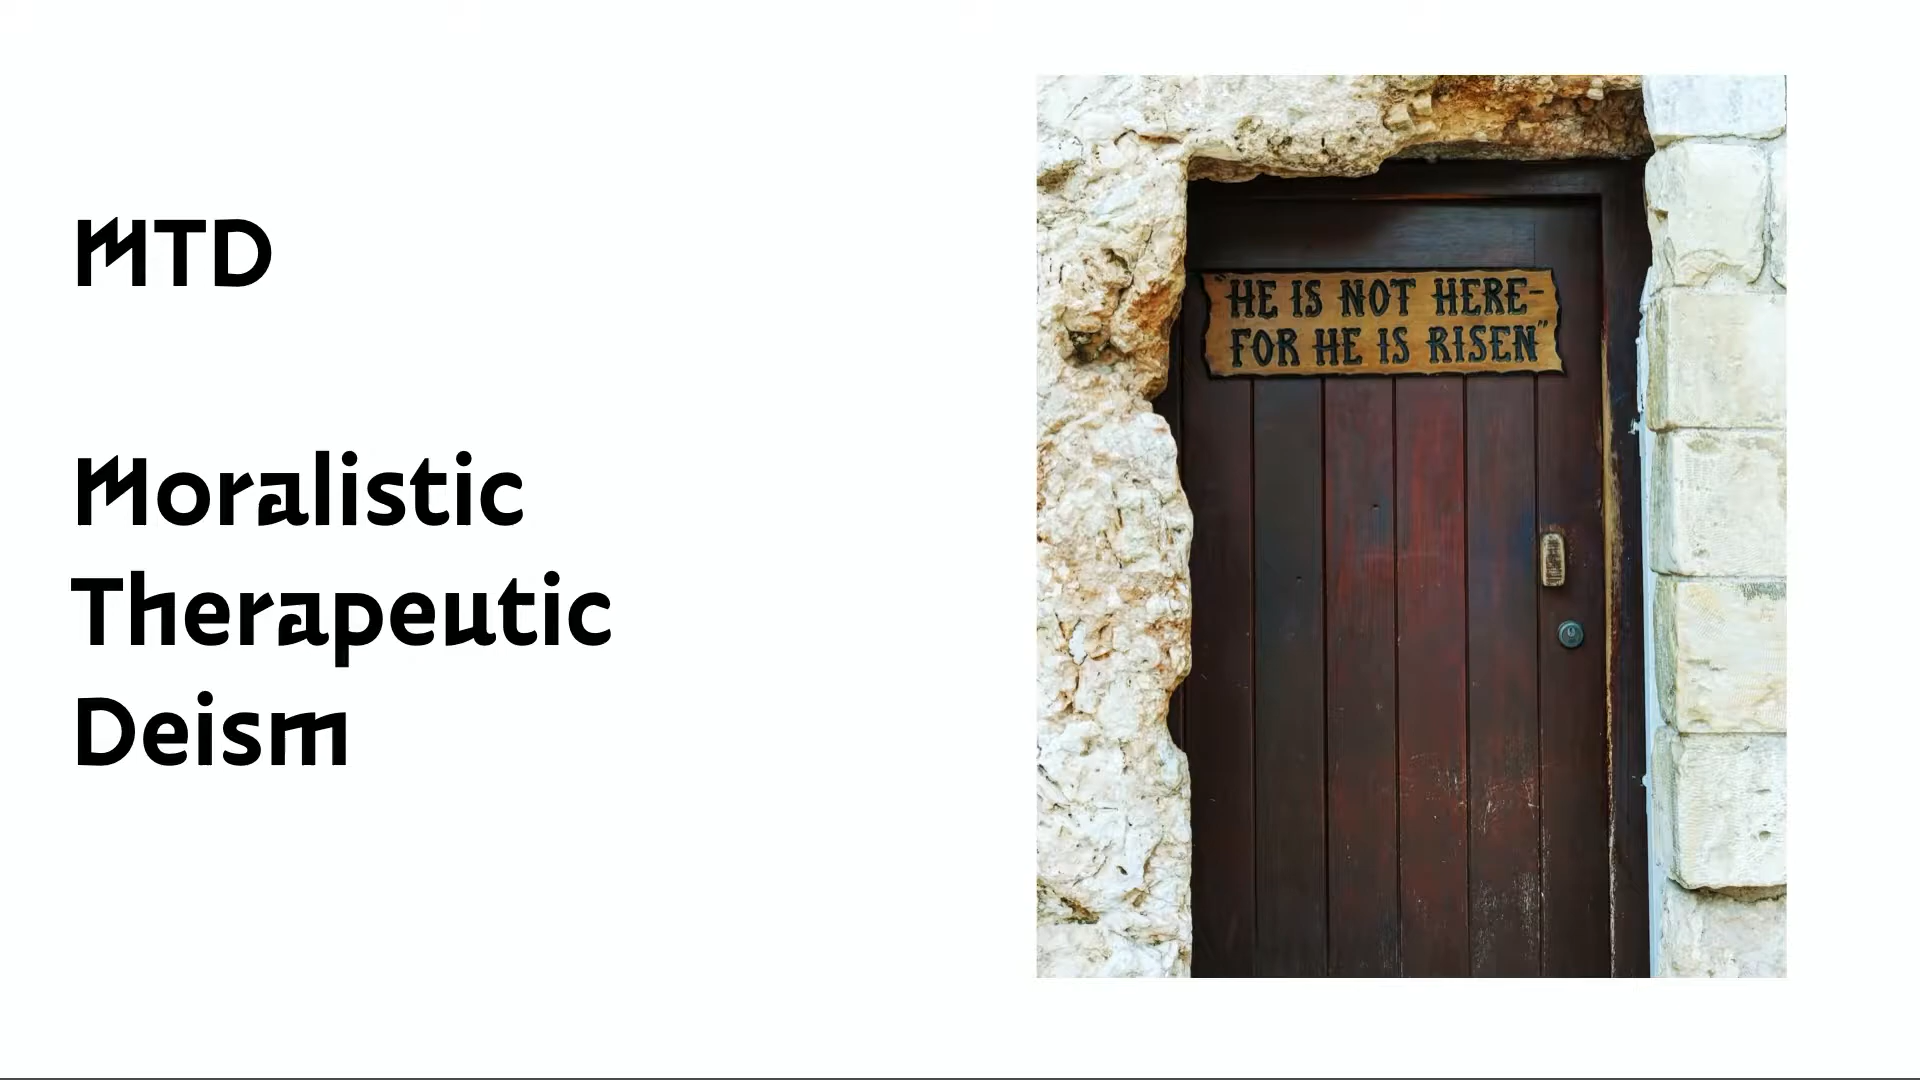 MTD
Moralistic
Therapeutic
Deism
"HE IS NOT HERE-
FOR HE IS RISEN"